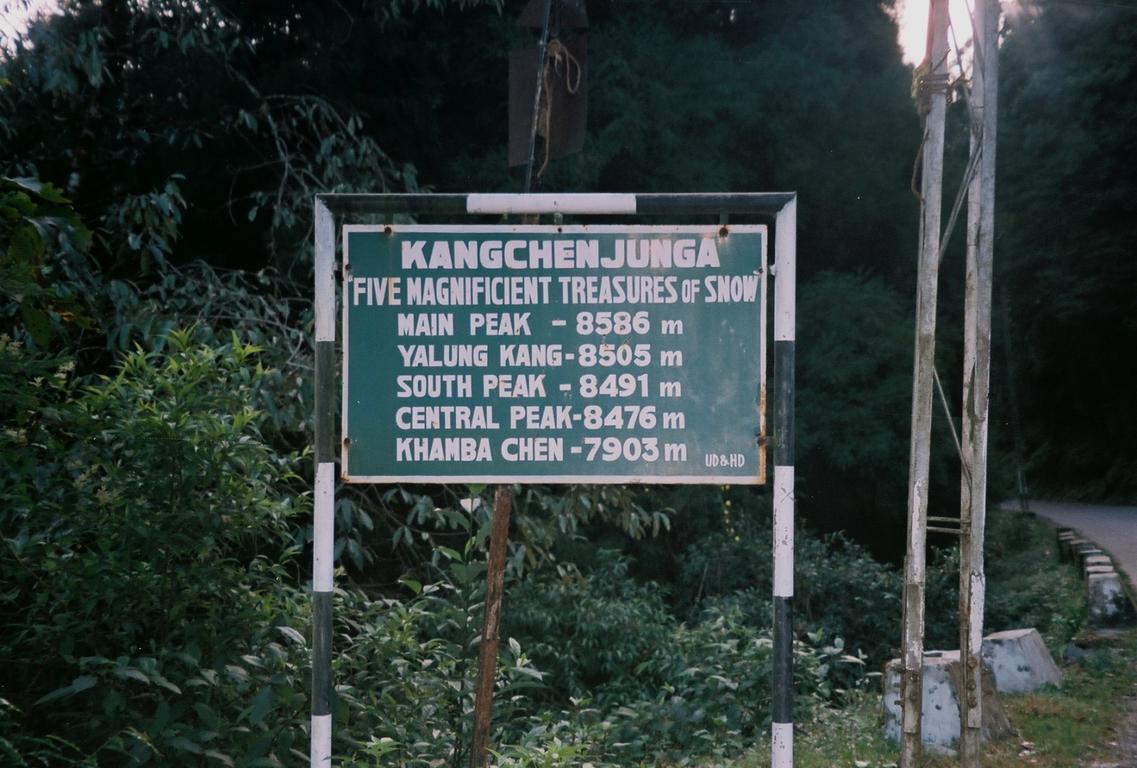 KANGCHENJUNGA
"FIVE MAGNIFICIENT TREASURES OF SNOW"
MAIN PEAK - 8586 m
YALUNG KANG - 8505 m
SOUTH PEAK - 8491 m
CENTRAL PEAK - 8476 m
KHAMBA CHEN - 7903 m
UD&HD